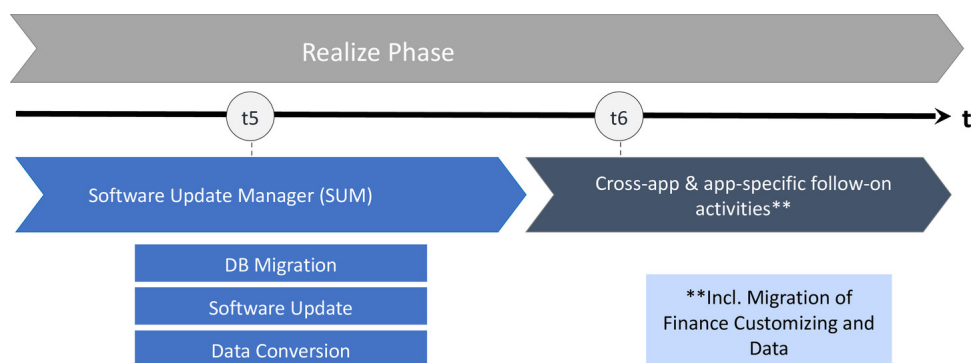 Realize Phase
t5
t6
t
Software Update Manager (SUM)
Cross-app & app-specific follow-on
activities**
DB Migration
Software Update
Data Conversion
**Incl. Migration of
Finance Customizing and
Data